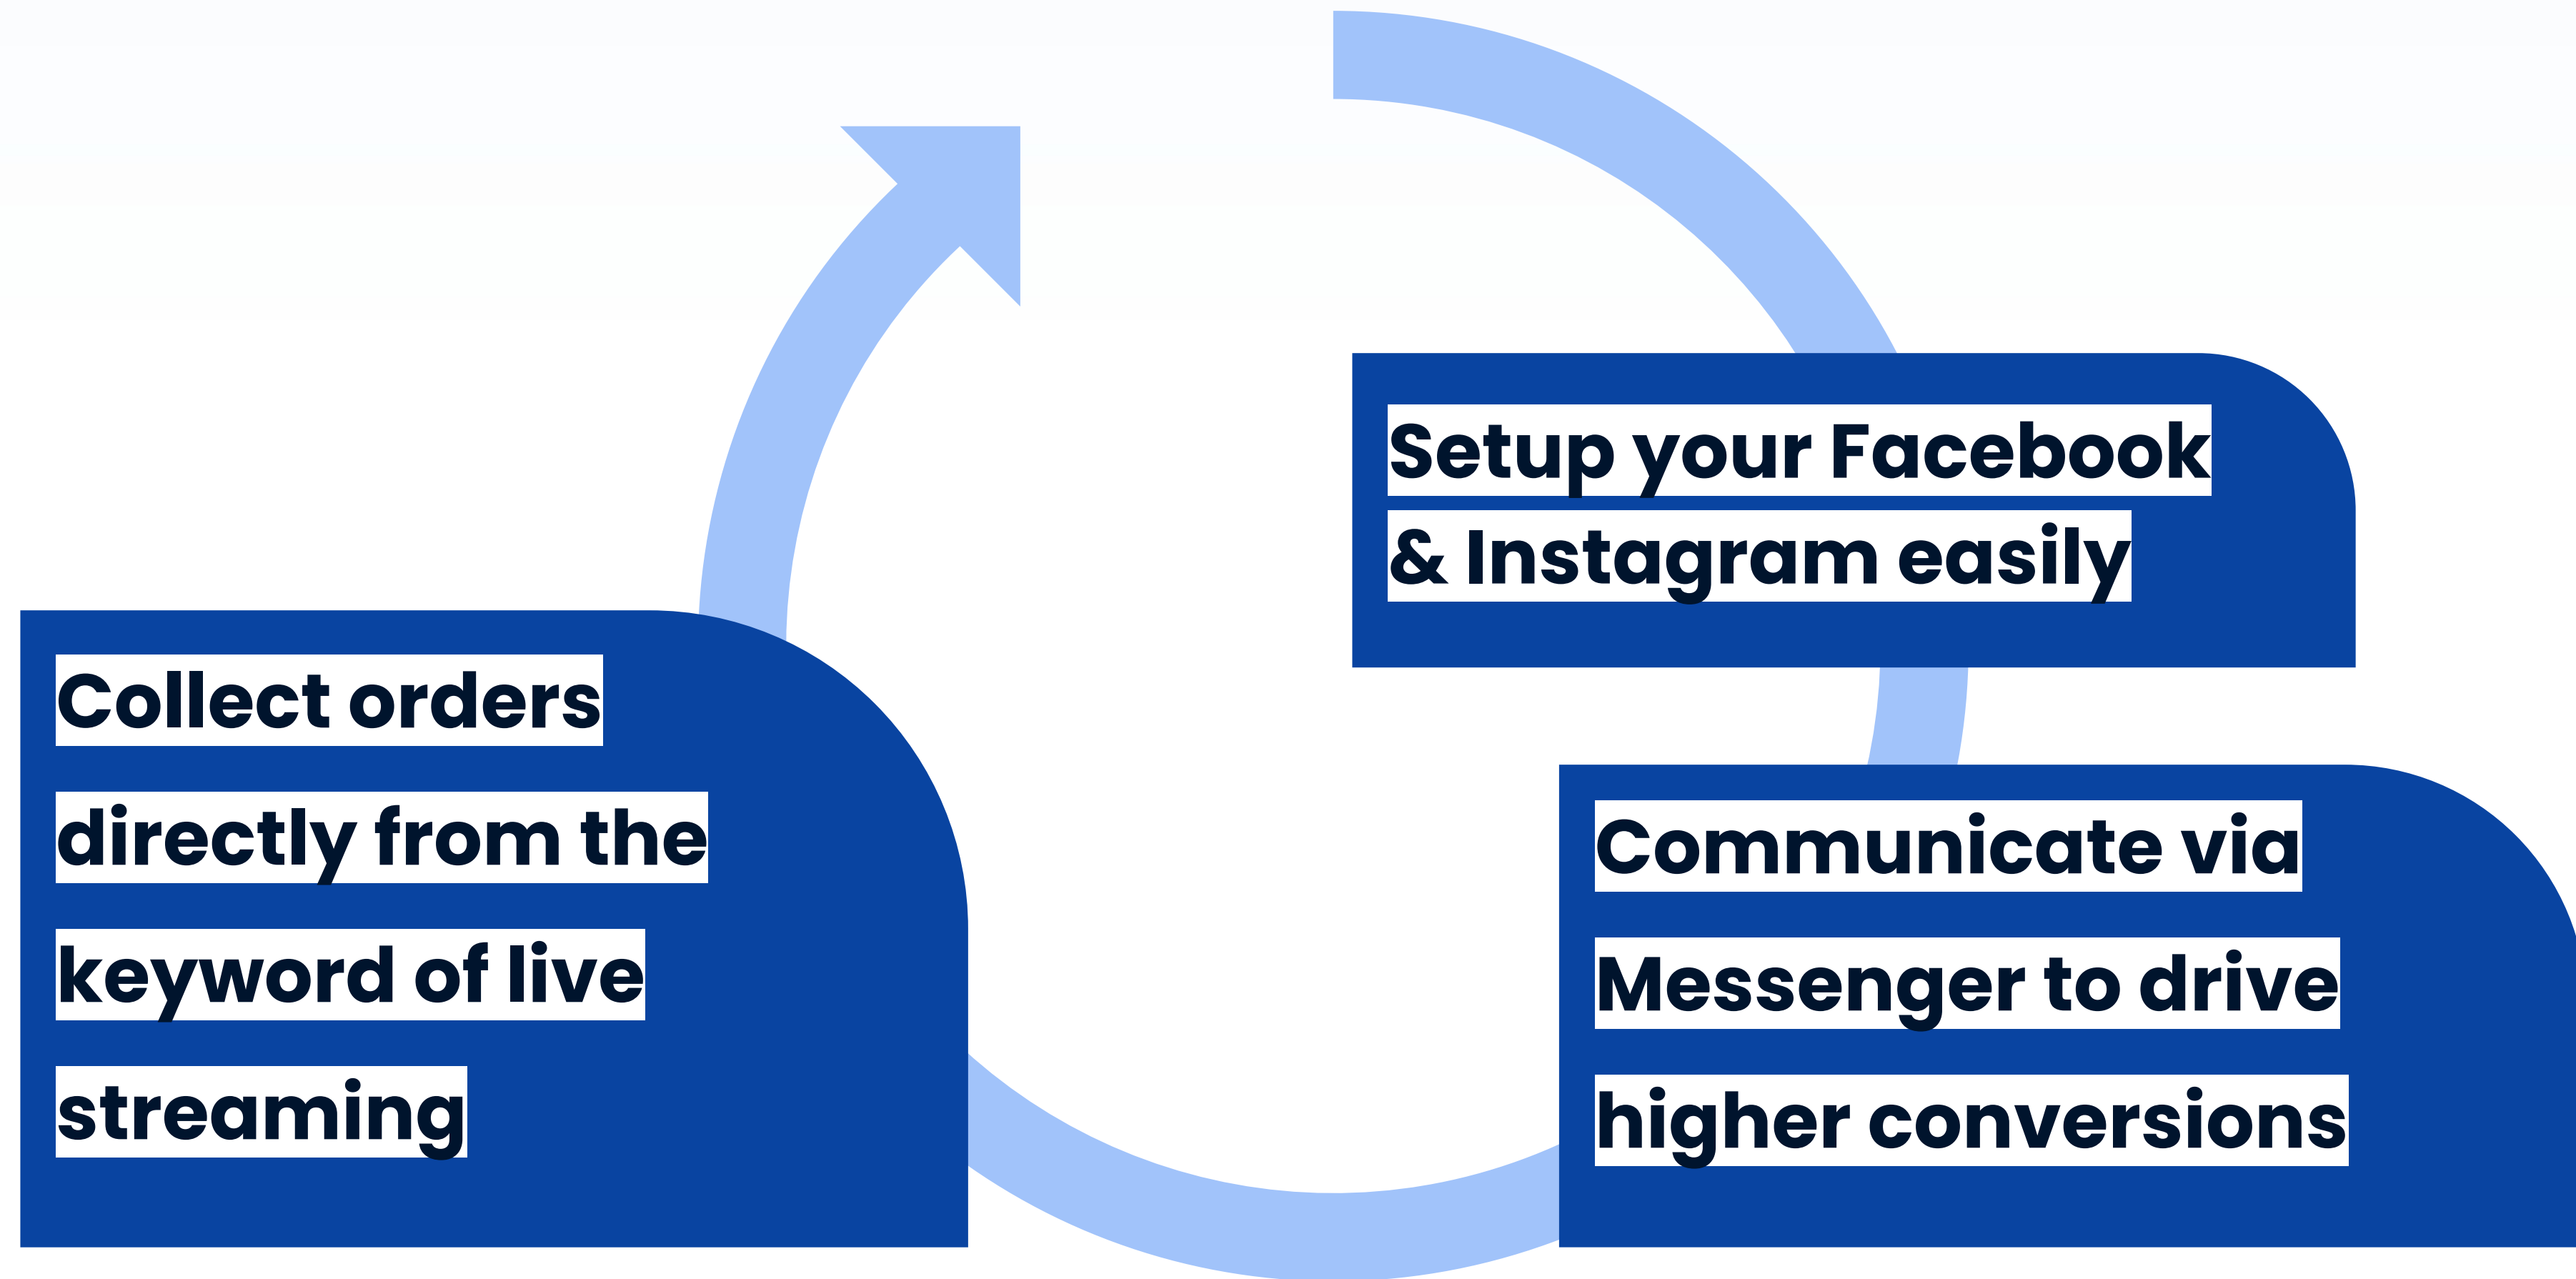 Setup your Facebook
& Instagram easily
Communicate via
Messenger to drive
higher conversions
Collect orders
directly from the
keyword of live
streaming